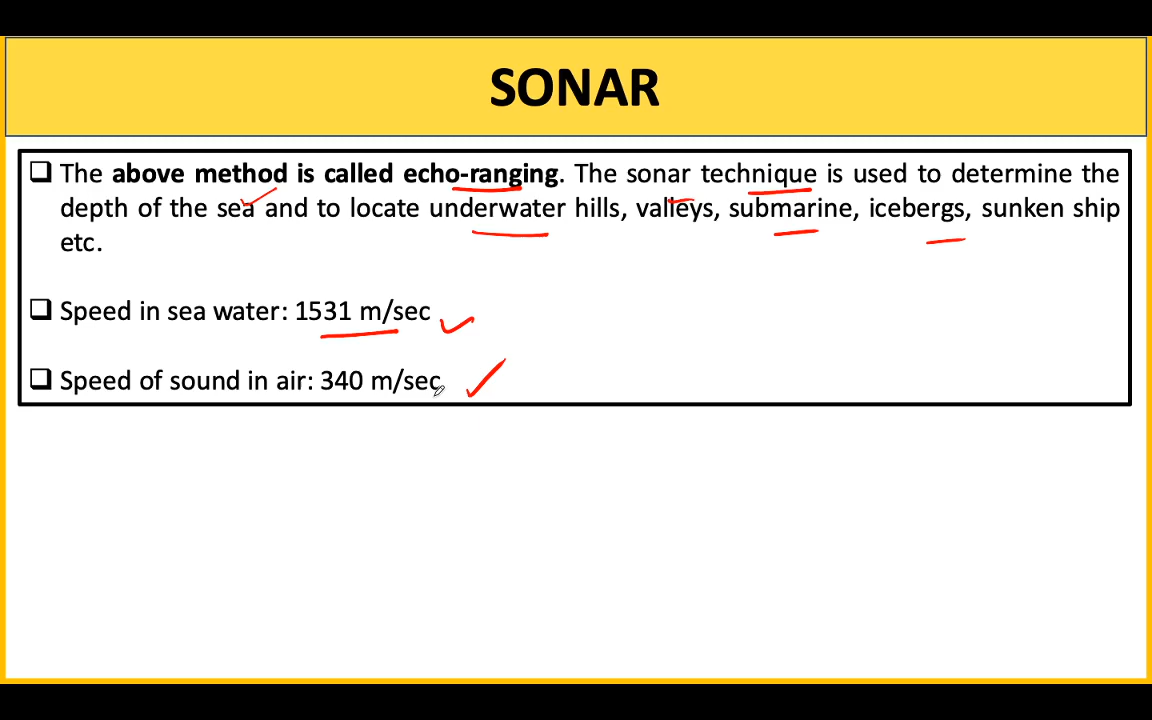 SONAR
❑ The above method is called echo-ranging. The sonar technique is used to determine the
depth of the sea and to locate underwater hills, valleys, submarine, icebergs, sunken ship
etc.
❑ Speed in sea water: 1531 m/sec
❑ Speed of sound in air: 340 m/sec